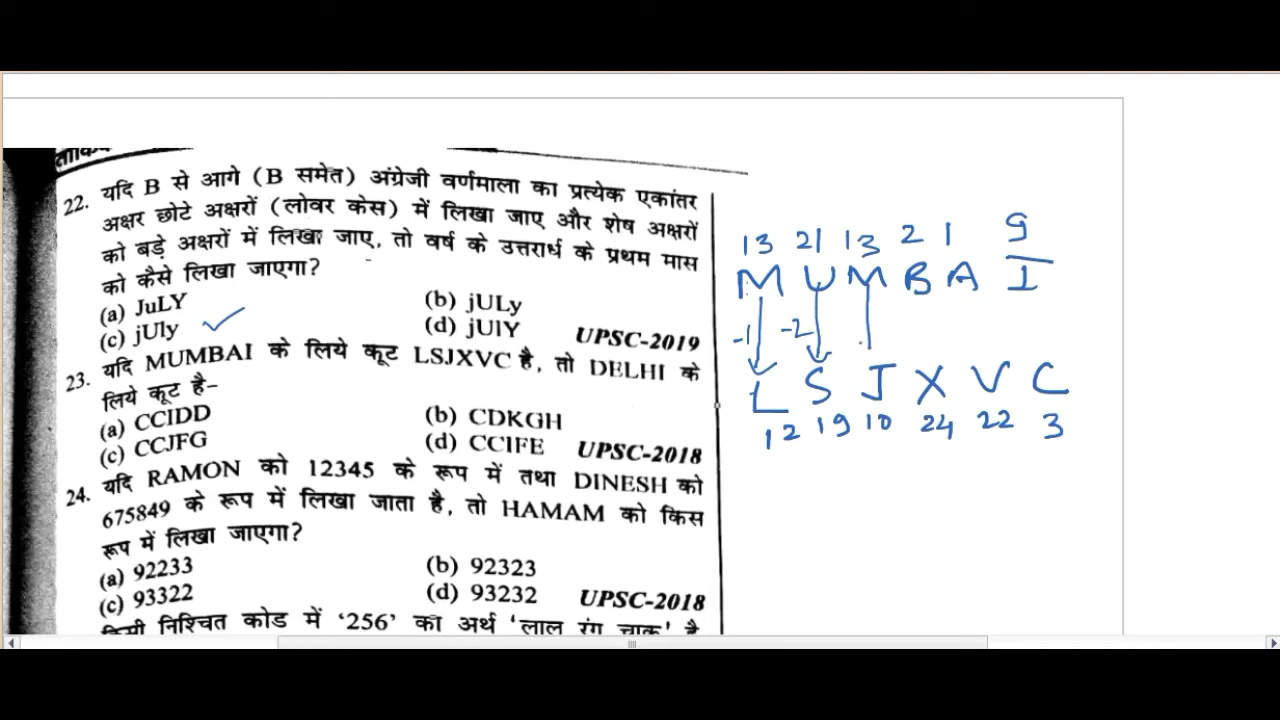 22. यदि B से आगे (B समेत) अंग्रेजी वर्णमाला का प्रत्येक एकांतर
अक्षर छोटे अक्षरों (लोवर केस) में लिखा जाए और शेष अक्षरों
को बड़े अक्षरों में लिखा जाए, तो वर्ष के उत्तरार्ध के प्रथम मास
को कैसे लिखा जाएगा?
(a) JuLY (b) jULy
(c) jUly (d) jUlY UPSC-2019
23. यदि MUMBAI के लिये कूट LSJXVC है, तो DELHI के
लिये कूट है-
(a) CCIDD (b) CDKGH
(c) CCJFG (d) CCIFE UPSC-2018
24. यदि RAMON को 12345 के रूप में तथा DINESH को
675849 के रूप में लिखा जाता है, तो HAMAM को किस
रूप में लिखा जाएगा?
(a) 92233 (b) 92323
(c) 93322 (d) 93232 UPSC-2018
निश्चित कोड में ‘256’ का अर्थ ‘लाल रंग चाक’ है
13 21 13 2 1 9
M U M B A I
-1 -2
L S J X V C
12 19 10 24 22 3